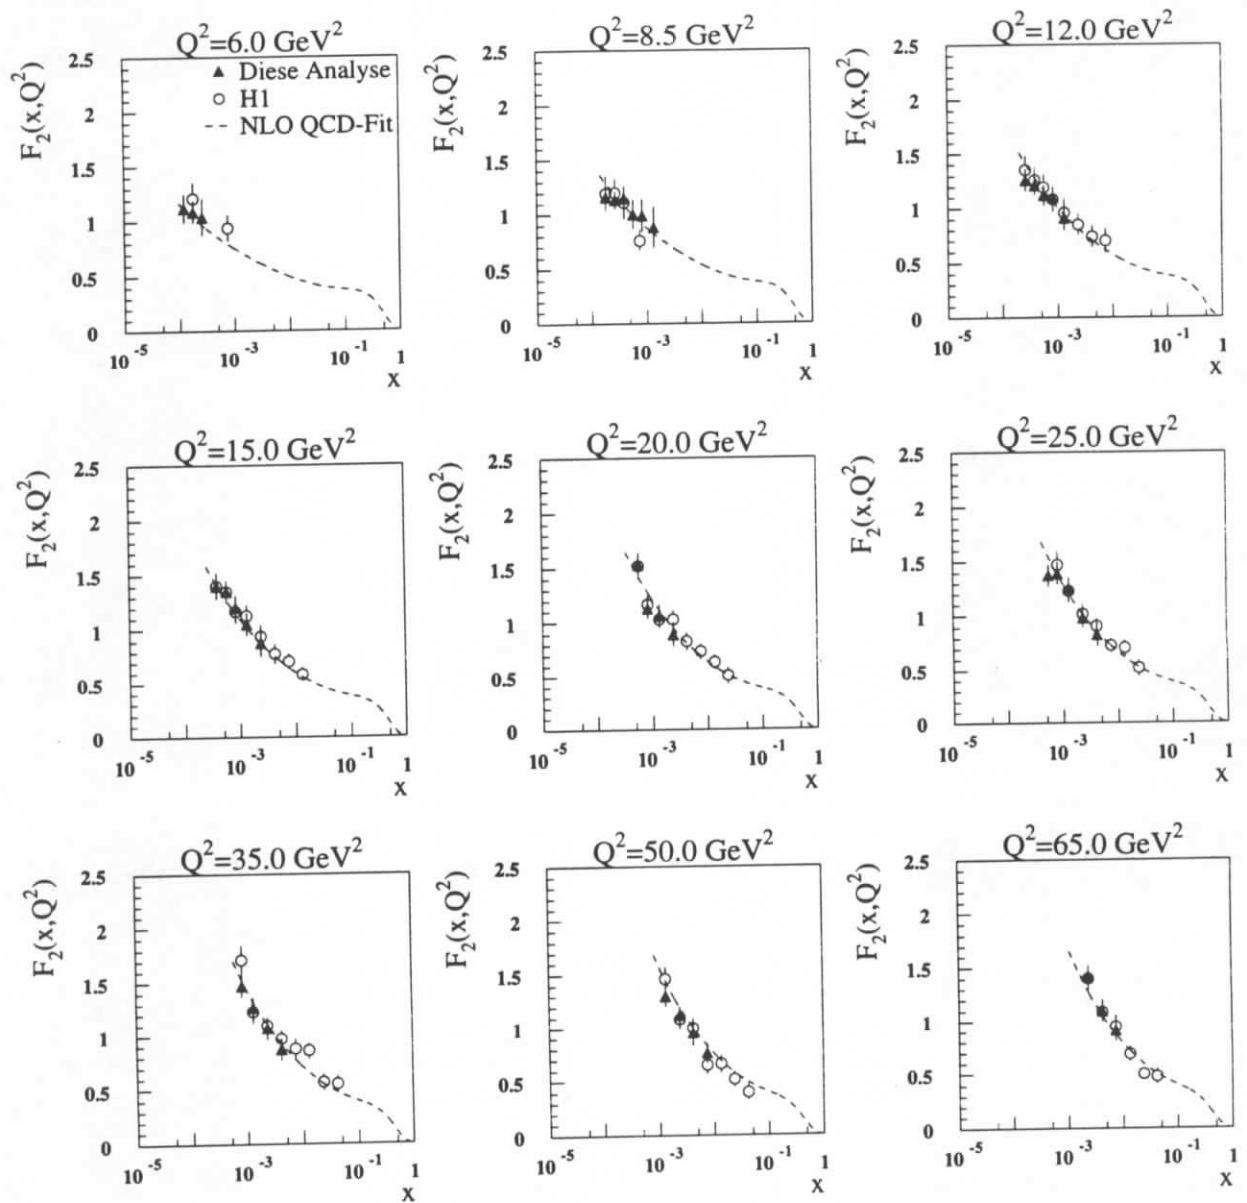 Q²=6.0 GeV²
F₂(x,Q²)
2.5
2
1.5
1
0.5
0
▲ Diese Analyse
○ H1
--- NLO QCD-Fit
10⁻⁵ 10⁻³ 10⁻¹ 1
x
Q²=8.5 GeV²
F₂(x,Q²)
2.5
2
1.5
1
0.5
0
10⁻⁵ 10⁻³ 10⁻¹ 1
x
Q²=12.0 GeV²
F₂(x,Q²)
2.5
2
1.5
1
0.5
0
10⁻⁵ 10⁻³ 10⁻¹ 1
x
Q²=15.0 GeV²
F₂(x,Q²)
2.5
2
1.5
1
0.5
0
10⁻⁵ 10⁻³ 10⁻¹ 1
x
Q²=20.0 GeV²
F₂(x,Q²)
2.5
2
1.5
1
0.5
0
10⁻⁵ 10⁻³ 10⁻¹ 1
x
Q²=25.0 GeV²
F₂(x,Q²)
2.5
2
1.5
1
0.5
0
10⁻⁵ 10⁻³ 10⁻¹ 1
x
Q²=35.0 GeV²
F₂(x,Q²)
2.5
2
1.5
1
0.5
0
10⁻⁵ 10⁻³ 10⁻¹ 1
x
Q²=50.0 GeV²
F₂(x,Q²)
2.5
2
1.5
1
0.5
0
10⁻⁵ 10⁻³ 10⁻¹ 1
x
Q²=65.0 GeV²
F₂(x,Q²)
2.5
2
1.5
1
0.5
0
10⁻⁵ 10⁻³ 10⁻¹ 1
x